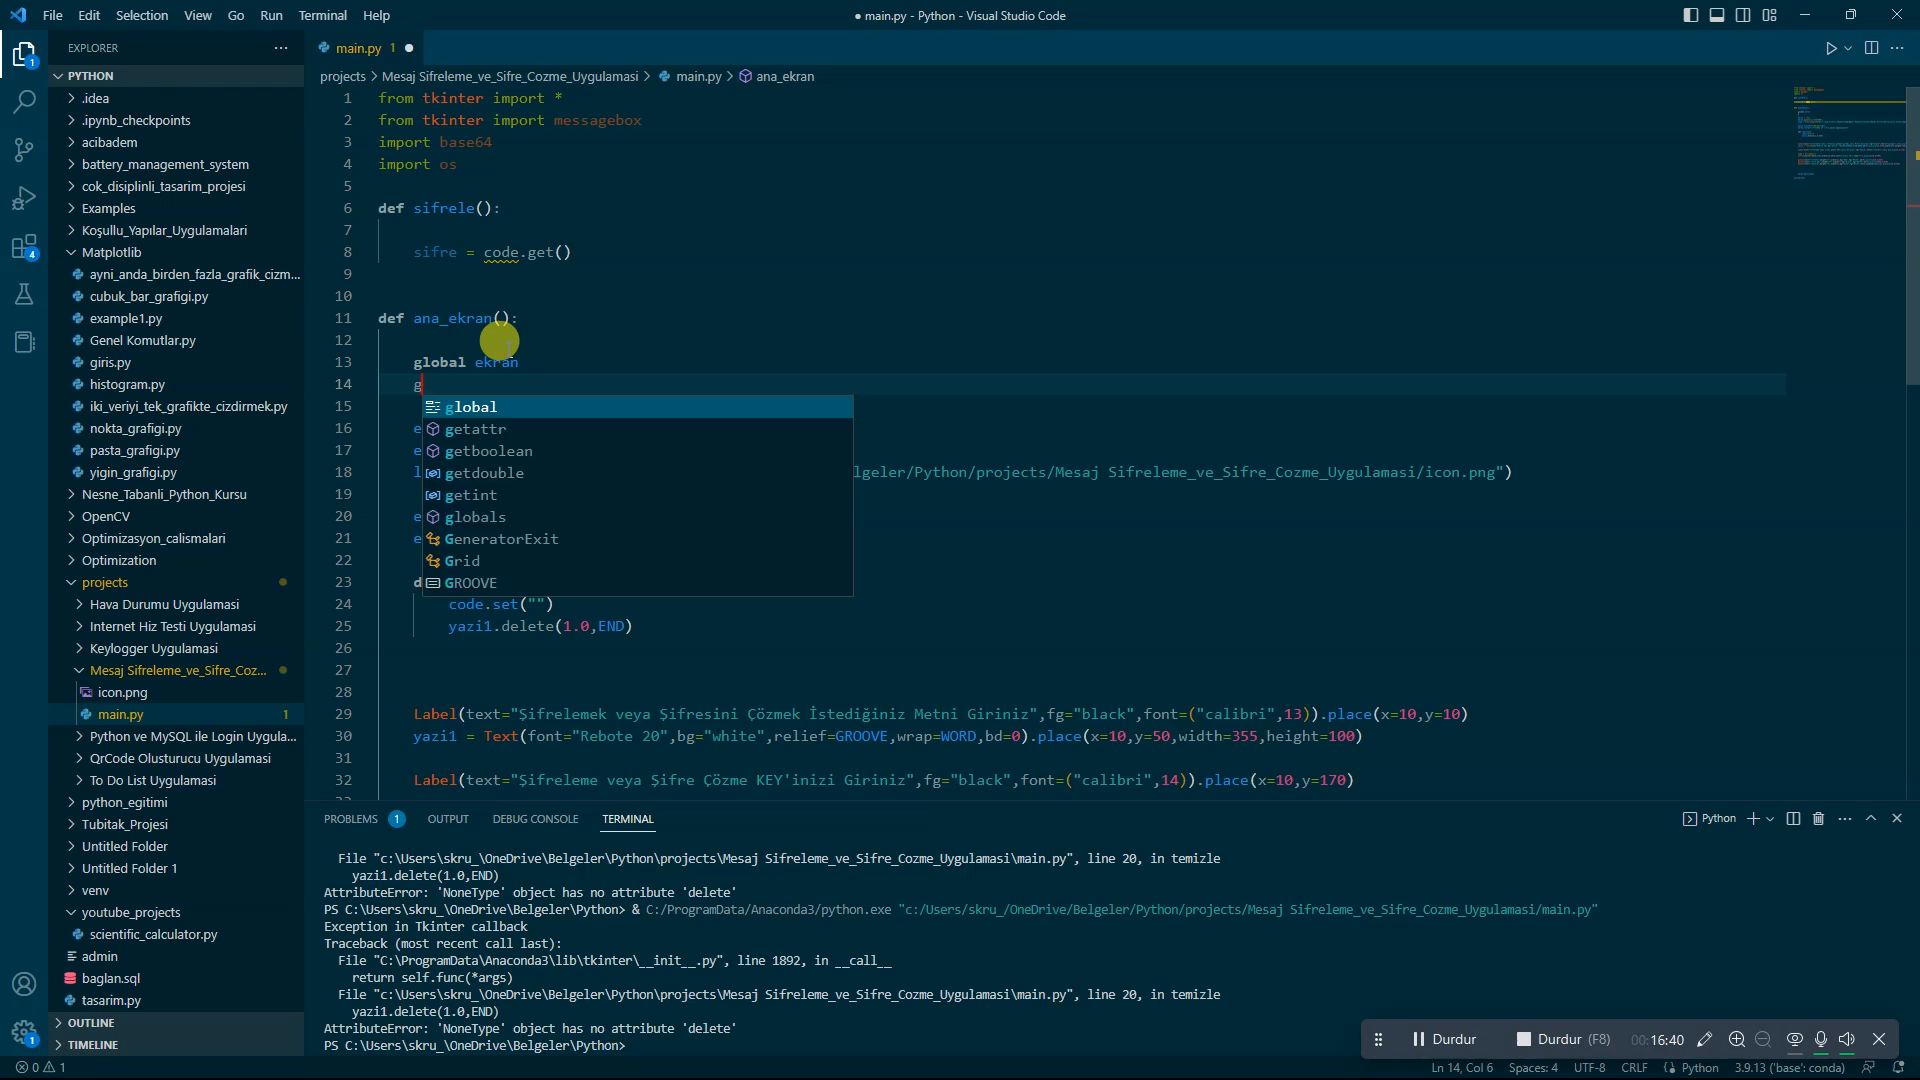 File Edit Selection View Go Run Terminal Help
● main.py - Python - Visual Studio Code
EXPLORER
PYTHON
.idea
.ipynb_checkpoints
acibadem
battery_management_system
cok_disiplinli_tasarim_projesi
Examples
Koşullu_Yapılar_Uygulamalari
Matplotlib
ayni_anda_birden_fazla_grafik_cizm...
cubuk_bar_grafigi.py
example1.py
Genel Komutlar.py
giris.py
histogram.py
iki_veriyi_tek_grafikte_cizdirmek.py
nokta_grafigi.py
pasta_grafigi.py
yigin_grafigi.py
Nesne_Tabanli_Python_Kursu
OpenCV
Optimizasyon_calismalari
Optimization
projects
Hava Durumu Uygulamasi
Internet Hiz Testi Uygulamasi
Keylogger Uygulamasi
Mesaj Sifreleme_ve_Sifre_Coz...
icon.png
main.py 1
Python ve MySQL ile Login Uygula...
QrCode Olusturucu Uygulamasi
To Do List Uygulamasi
python_egitimi
Tubitak_Projesi
Untitled Folder
Untitled Folder 1
venv
youtube_projects
scientific_calculator.py
admin
baglan.sql
tasarim.py
OUTLINE
TIMELINE
1
4
1
main.py 1 ●
projects > Mesaj Sifreleme_ve_Sifre_Cozme_Uygulamasi > main.py > ana_ekran
1 from tkinter import *
2 from tkinter import messagebox
3 import base64
4 import os
5
6 def sifrele():
7
8 sifre = code.get()
9
10
11 def ana_ekran():
12
13 global ekran
14 g
15
16 e
17 e
18 l lgeler/Python/projects/Mesaj Sifreleme_ve_Sifre_Cozme_Uygulamasi/icon.png")
19
20 e
21 e
22
23 d
24 code.set("")
25 yazi1.delete(1.0,END)
26
27
28
29 Label(text="Şifrelemek veya Şifresini Çözmek İstediğiniz Metni Giriniz",fg="black",font=("calibri",13)).place(x=10,y=10)
30 yazi1 = Text(font="Rebote 20",bg="white",relief=GROOVE,wrap=WORD,bd=0).place(x=10,y=50,width=355,height=100)
31
32 Label(text="Şifreleme veya Şifre Çözme KEY'inizi Giriniz",fg="black",font=("calibri",14)).place(x=10,y=170)
global
getattr
getboolean
getdouble
getint
globals
GeneratorExit
Grid
GROOVE
PROBLEMS 1 OUTPUT DEBUG CONSOLE TERMINAL
Python
File "c:\Users\skru_\OneDrive\Belgeler\Python\projects\Mesaj Sifreleme_ve_Sifre_Cozme_Uygulamasi\main.py", line 20, in temizle
yazi1.delete(1.0,END)
AttributeError: 'NoneType' object has no attribute 'delete'
PS C:\Users\skru_\OneDrive\Belgeler\Python> & C:/ProgramData/Anaconda3/python.exe "c:/Users/skru_/OneDrive/Belgeler/Python/projects/Mesaj Sifreleme_ve_Sifre_Cozme_Uygulamasi/main.py"
Exception in Tkinter callback
Traceback (most recent call last):
File "C:\ProgramData\Anaconda3\lib\tkinter\__init__.py", line 1892, in __call__
return self.func(*args)
File "c:\Users\skru_\OneDrive\Belgeler\Python\projects\Mesaj Sifreleme_ve_Sifre_Cozme_Uygulamasi\main.py", line 20, in temizle
yazi1.delete(1.0,END)
AttributeError: 'NoneType' object has no attribute 'delete'
PS C:\Users\skru_\OneDrive\Belgeler\Python>
Durdur Durdur (F8) 00:16:40
0 1
Ln 14, Col 6 Spaces: 4 UTF-8 CRLF Python 3.9.13 ('base': conda)